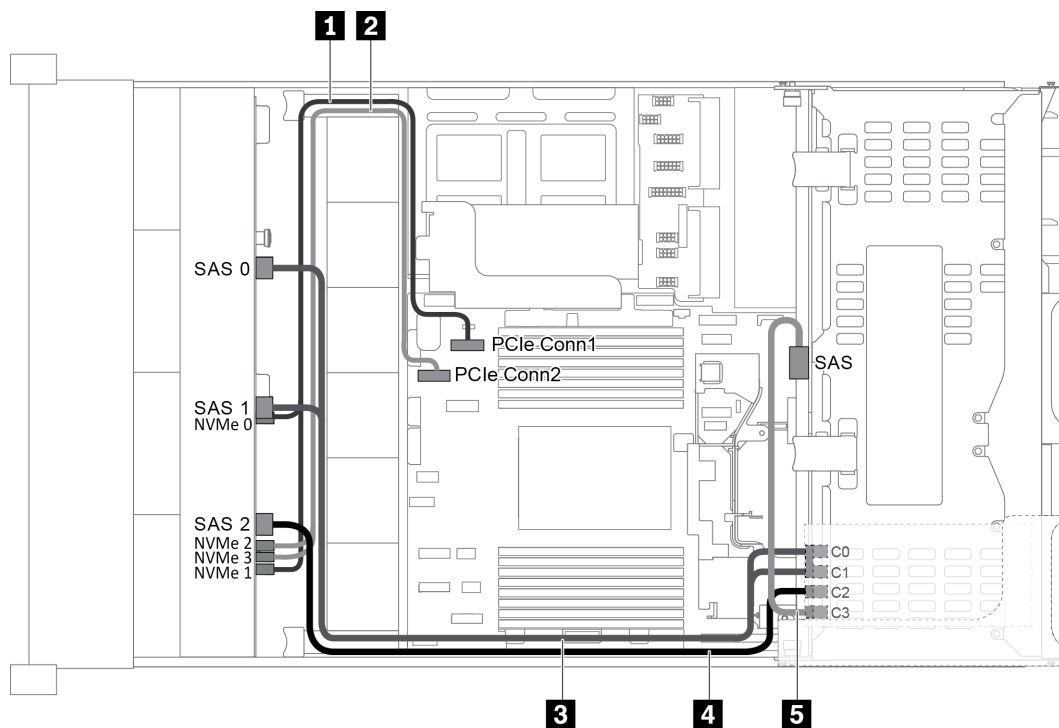 1
2
SAS 0
PCIe Conn1
SAS
PCIe Conn2
SAS 1
NVMe 0
SAS 2
NVMe 2
NVMe 3
NVMe 1
C0
C1
C2
C3
3
4
5